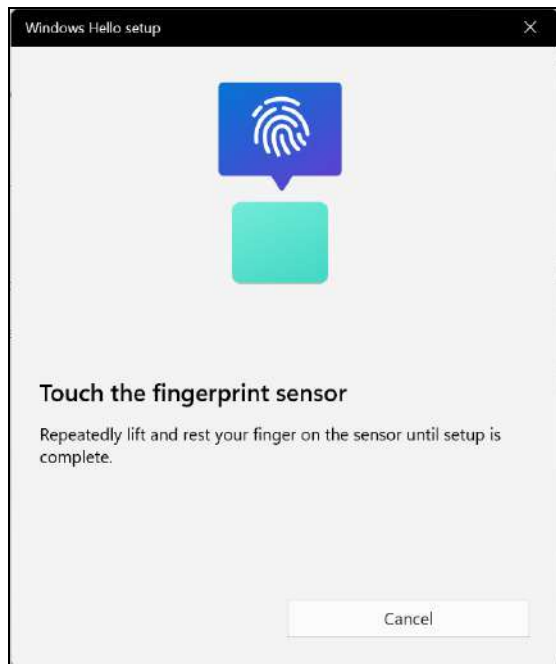 Windows Hello setup
Touch the fingerprint sensor
Repeatedly lift and rest your finger on the sensor until setup is
complete.
Cancel